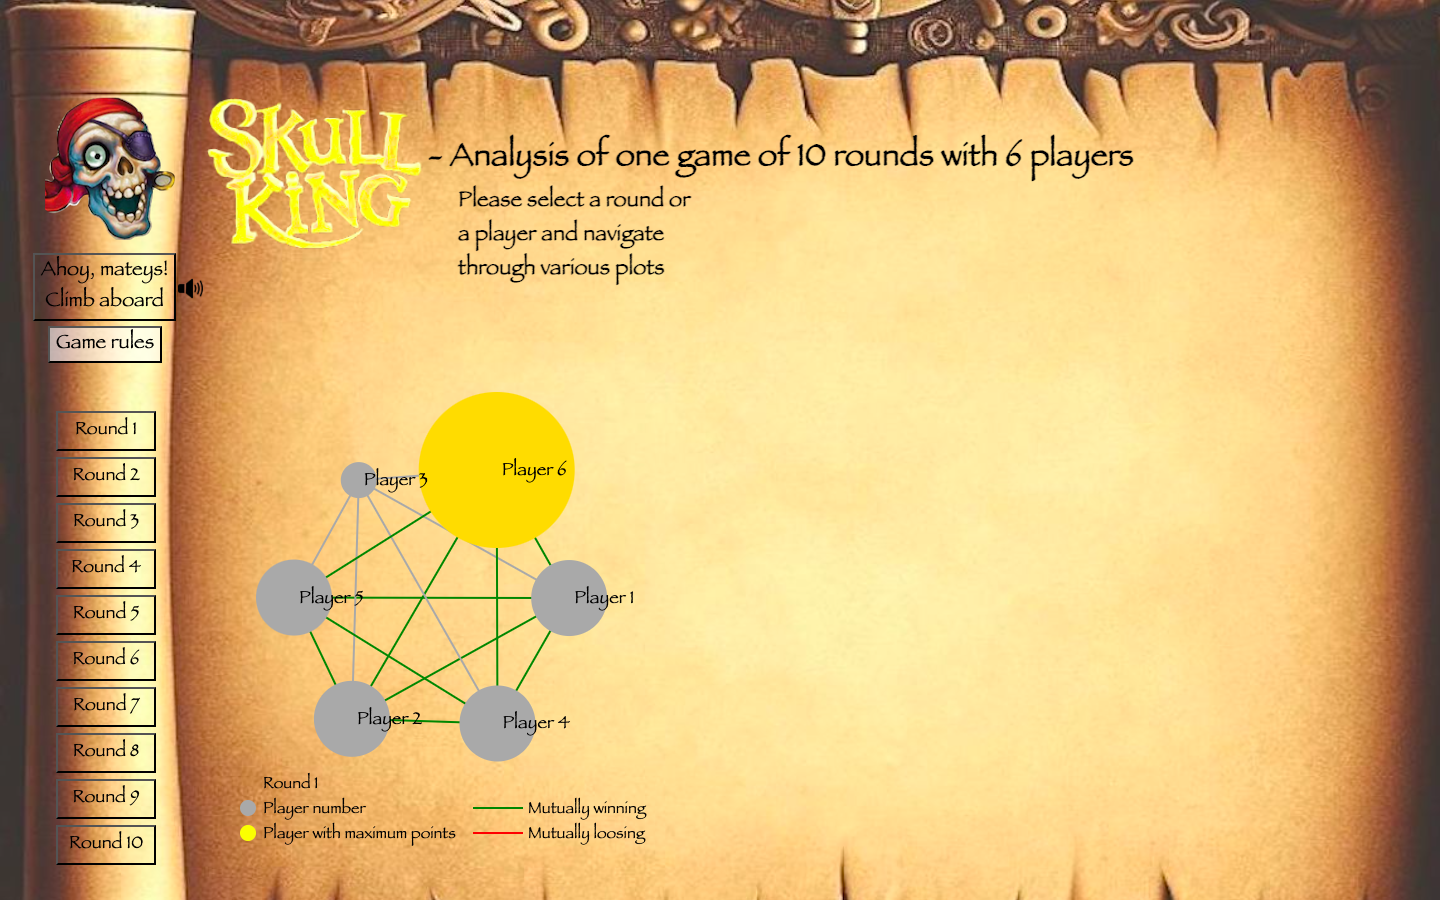 SKULL
KING
- Analysis of one game of 10 rounds with 6 players
Please select a round or
a player and navigate
through various plots
Ahoy, mateys!
Climb aboard
Game rules
Round 1
Round 2
Round 3
Round 4
Round 5
Round 6
Round 7
Round 8
Round 9
Round 10
Player 6
Player 3
Player 5
Player 1
Player 2
Player 4
Round 1
Player number
Mutually winning
Player with maximum points
Mutually loosing